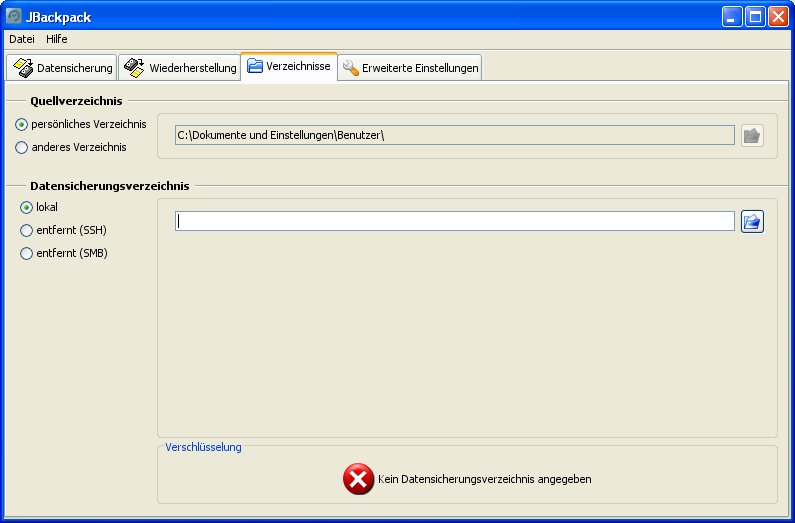 JBackpack
Datei Hilfe
Datensicherung Wiederherstellung Verzeichnisse Erweiterte Einstellungen
Quellverzeichnis
persönliches Verzeichnis
C:\Dokumente und Einstellungen\Benutzer\
anderes Verzeichnis
Datensicherungsverzeichnis
lokal
entfernt (SSH)
entfernt (SMB)
Verschlüsselung
Kein Datensicherungsverzeichnis angegeben